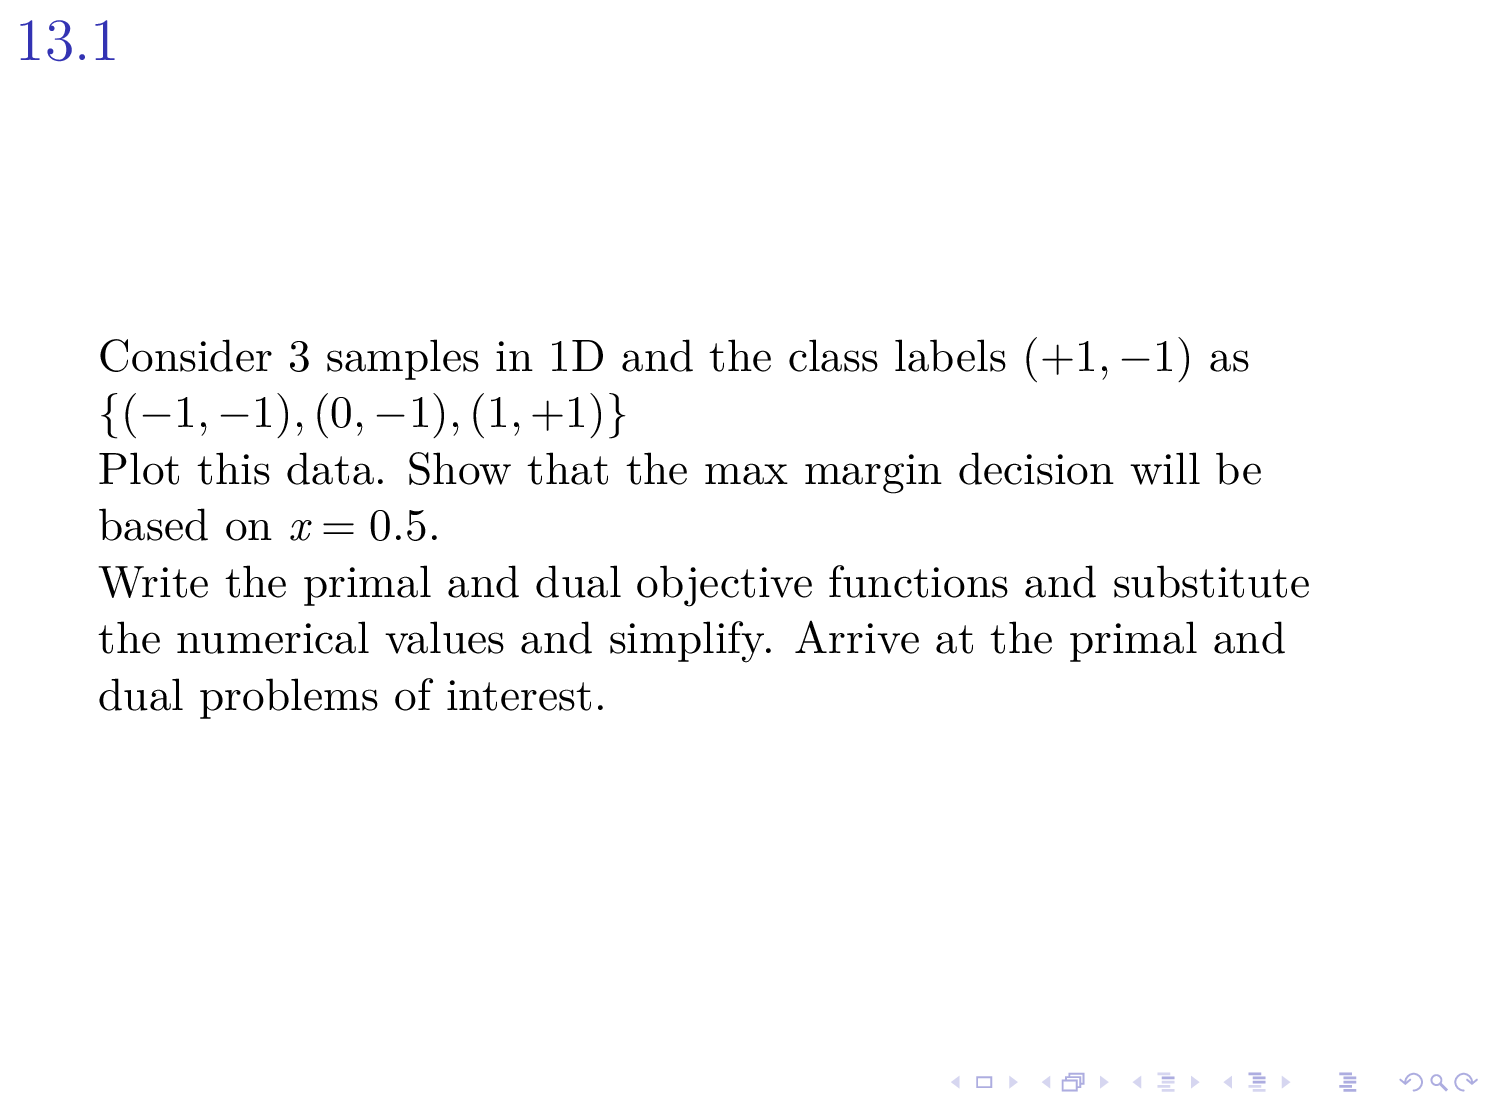 13.1
Consider 3 samples in 1D and the class labels (+1, −1) as
{(−1, −1), (0, −1), (1, +1)}
Plot this data. Show that the max margin decision will be
based on x = 0.5.
Write the primal and dual objective functions and substitute
the numerical values and simplify. Arrive at the primal and
dual problems of interest.